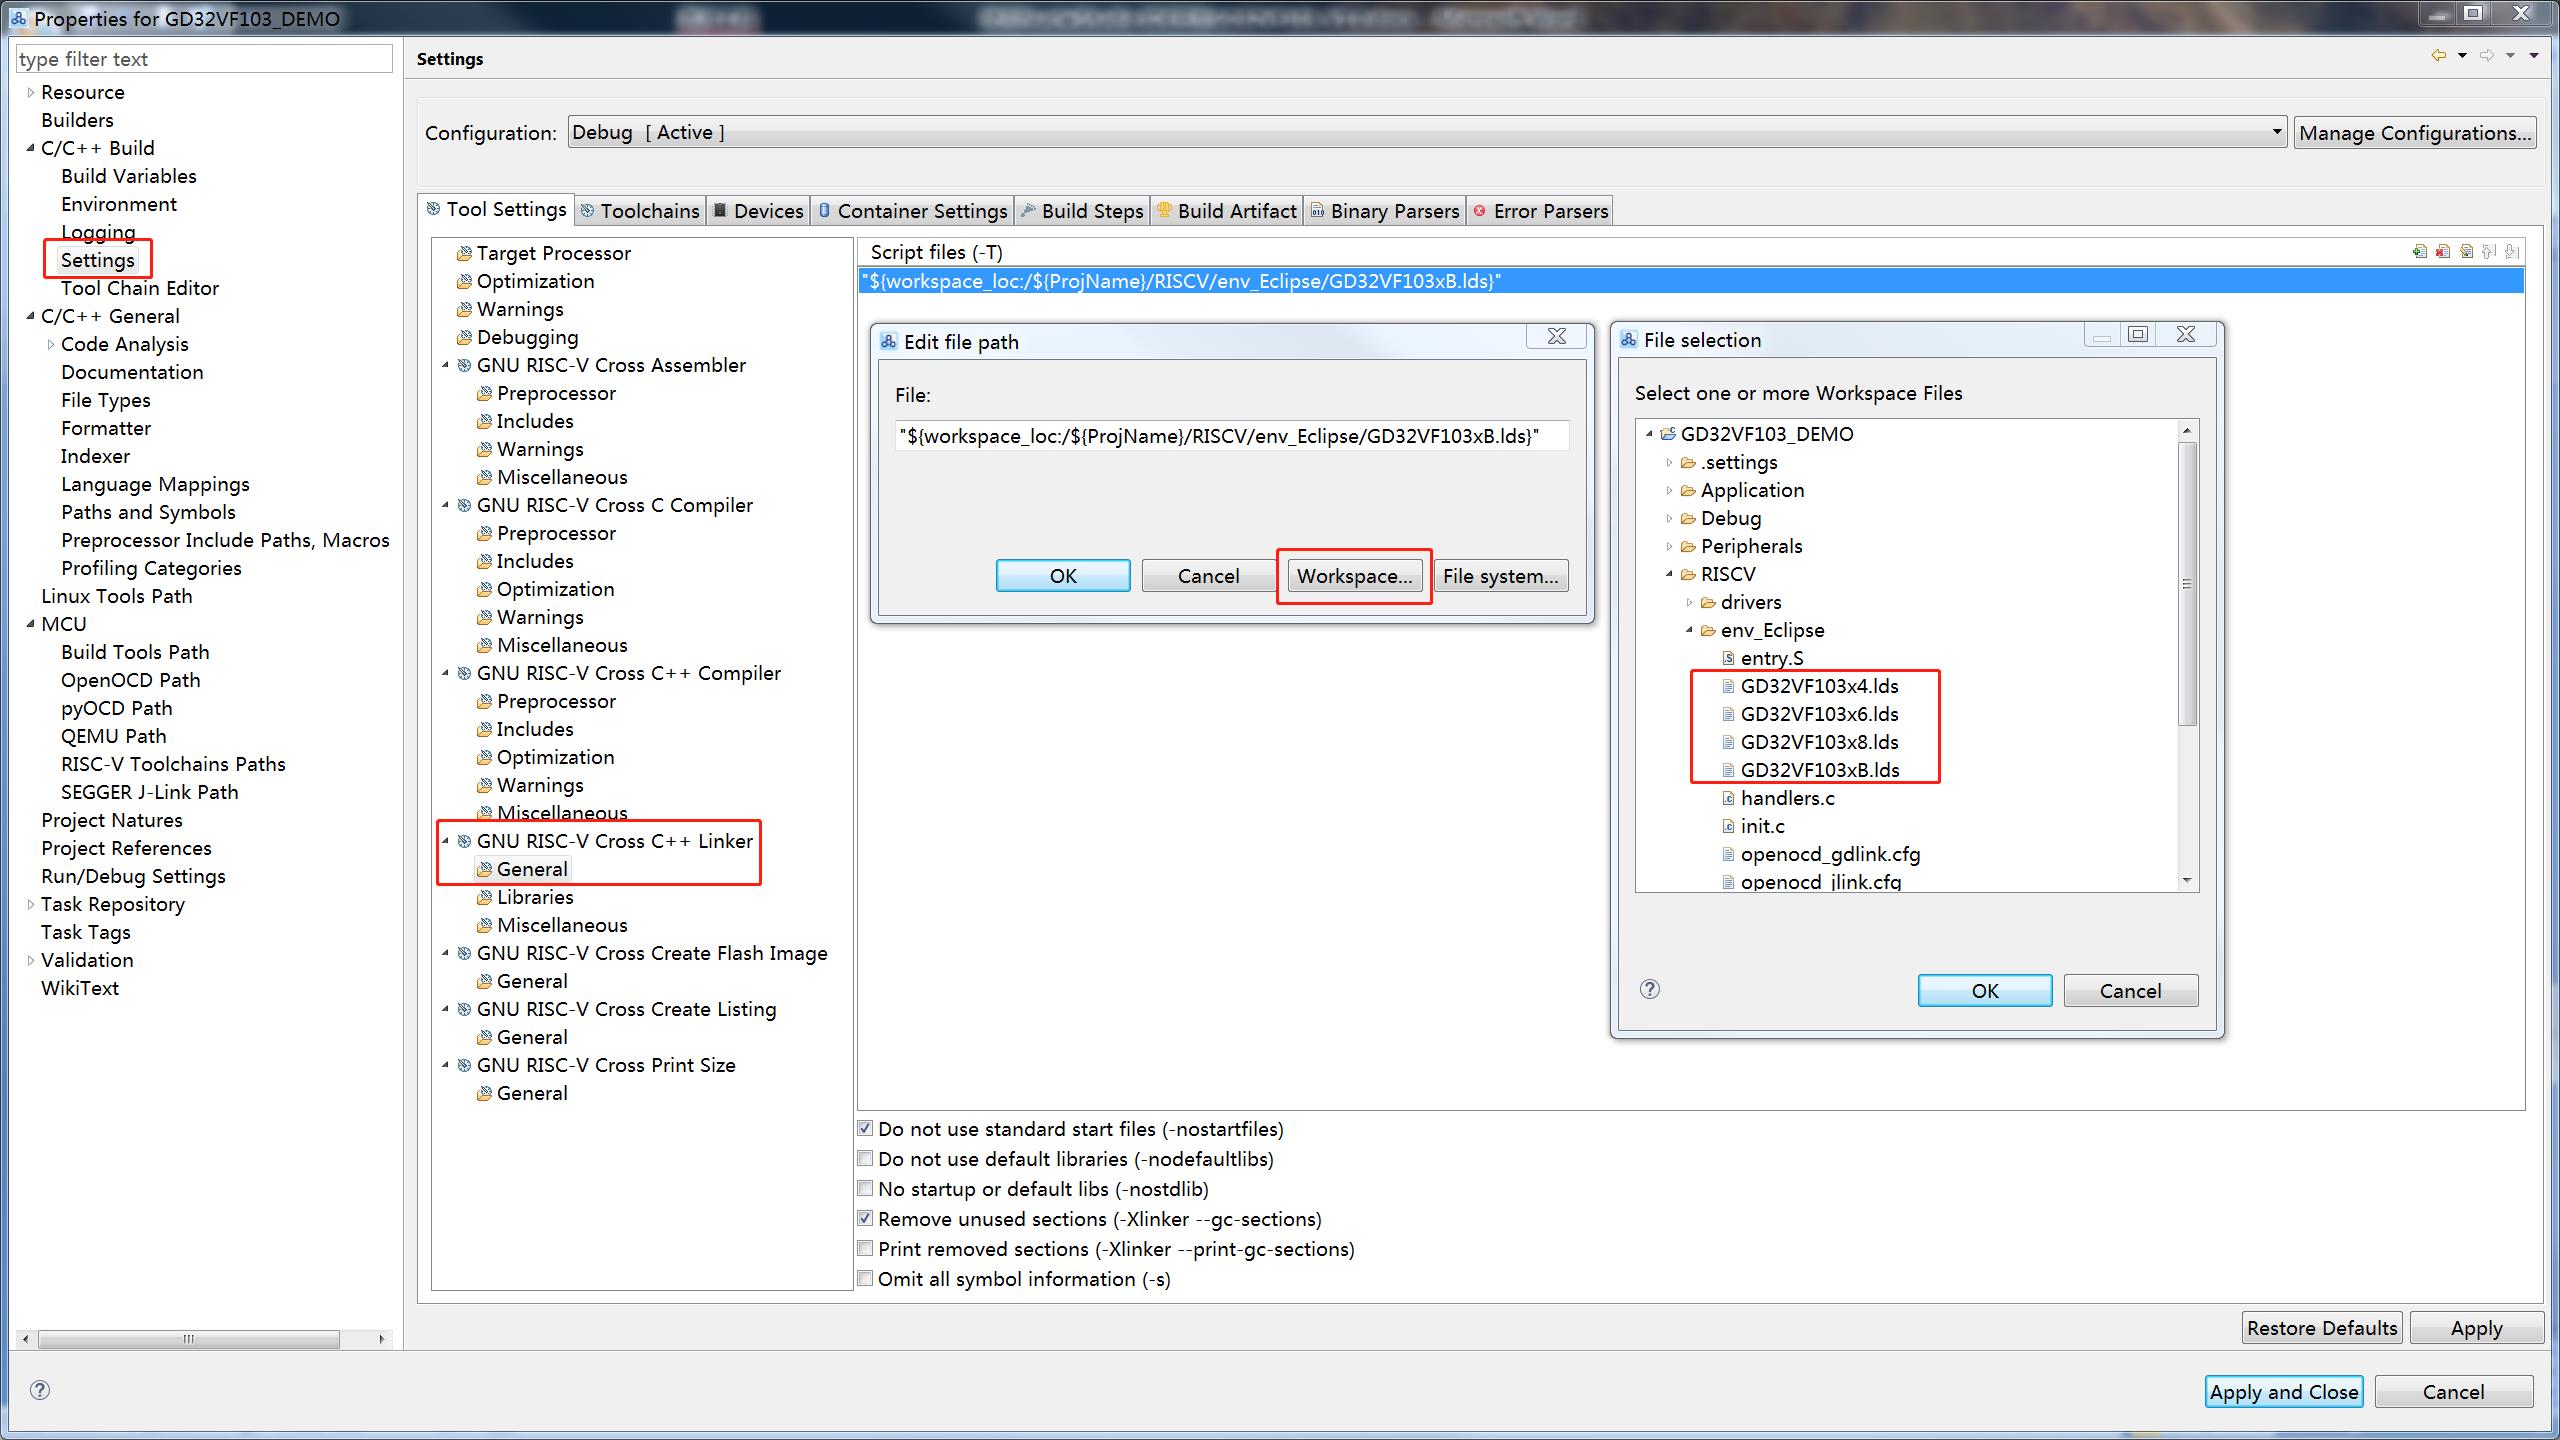 Properties for GD32VF103_DEMO
type filter text
Resource
Builders
C/C++ Build
Build Variables
Environment
Logging
Settings
Tool Chain Editor
C/C++ General
Code Analysis
Documentation
File Types
Formatter
Indexer
Language Mappings
Paths and Symbols
Preprocessor Include Paths, Macros
Profiling Categories
Linux Tools Path
MCU
Build Tools Path
OpenOCD Path
pyOCD Path
QEMU Path
RISC-V Toolchains Paths
SEGGER J-Link Path
Project Natures
Project References
Run/Debug Settings
Task Repository
Task Tags
Validation
WikiText
Settings
Configuration: Debug [ Active ] Manage Configurations...
Tool Settings Toolchains Devices Container Settings Build Steps Build Artifact Binary Parsers Error Parsers
Target Processor
Optimization
Warnings
Debugging
GNU RISC-V Cross Assembler
Preprocessor
Includes
Warnings
Miscellaneous
GNU RISC-V Cross C Compiler
Preprocessor
Includes
Optimization
Warnings
Miscellaneous
GNU RISC-V Cross C++ Compiler
Preprocessor
Includes
Optimization
Warnings
Miscellaneous
GNU RISC-V Cross C++ Linker
General
Libraries
Miscellaneous
GNU RISC-V Cross Create Flash Image
General
GNU RISC-V Cross Create Listing
General
GNU RISC-V Cross Print Size
General
Script files (-T)
"${workspace_loc:/${ProjName}/RISCV/env_Eclipse/GD32VF103xB.lds}"
Edit file path
File:
"${workspace_loc:/${ProjName}/RISCV/env_Eclipse/GD32VF103xB.lds}"
OK Cancel Workspace... File system...
File selection
Select one or more Workspace Files
GD32VF103_DEMO
.settings
Application
Debug
Peripherals
RISCV
drivers
env_Eclipse
entry.S
GD32VF103x4.lds
GD32VF103x6.lds
GD32VF103x8.lds
GD32VF103xB.lds
handlers.c
init.c
openocd_gdlink.cfg
openocd_jlink.cfg
OK Cancel
Do not use standard start files (-nostartfiles)
Do not use default libraries (-nodefaultlibs)
No startup or default libs (-nostdlib)
Remove unused sections (-Xlinker --gc-sections)
Print removed sections (-Xlinker --print-gc-sections)
Omit all symbol information (-s)
Restore Defaults Apply
Apply and Close Cancel